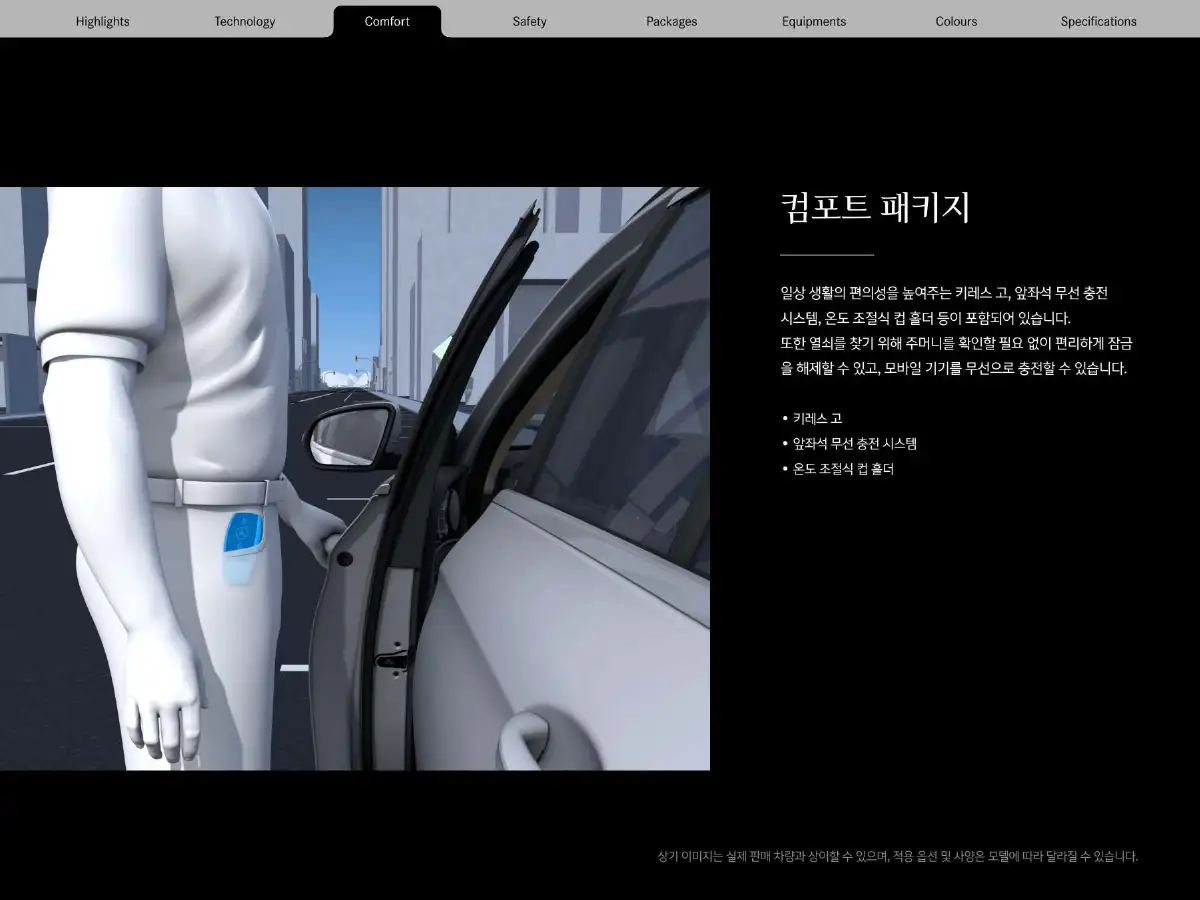 Highlights
Technology
Comfort
Safety
Packages
Equipments
Colours
Specifications
컴포트 패키지
일상 생활의 편의성을 높여주는 키레스 고, 앞좌석 무선 충전
시스템, 온도 조절식 컵 홀더 등이 포함되어 있습니다.
또한 열쇠를 찾기 위해 주머니를 확인할 필요 없이 편리하게 잠금
을 해제할 수 있고, 모바일 기기를 무선으로 충전할 수 있습니다.
• 키레스 고
• 앞좌석 무선 충전 시스템
• 온도 조절식 컵 홀더
상기 이미지는 실제 판매 차량과 상이할 수 있으며, 적용 옵션 및 사양은 모델에 따라 달라질 수 있습니다.